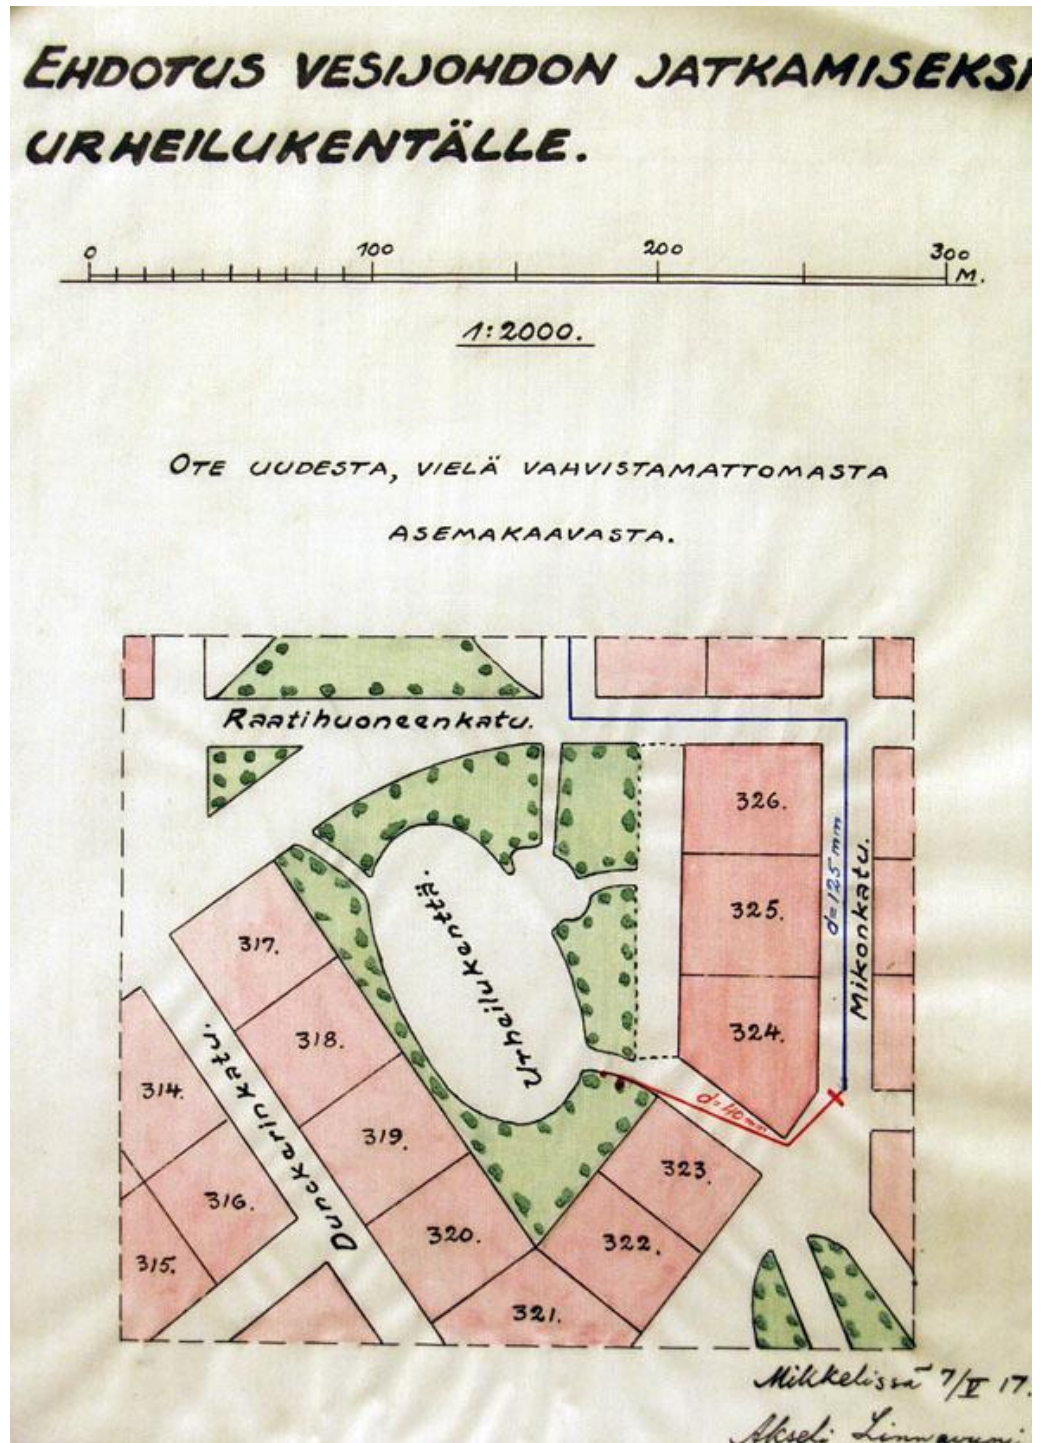 EHDOTUS VESIJOHDON JATKAMISEKSI
URHEILUKENTÄLLE.
0 100 200 300
M.
1:2000.
OTE UUDESTA, VIELÄ VAHVISTAMATTOMASTA
ASEMAKAAVASTA.
Raatihuoneenkatu.
326.
325.
324.
d=125 mm
Mikonkatu.
Urheilukenttä.
317.
318.
319.
320.
321.
322.
323.
d=40 mm
314.
316.
315.
Dunckerinkatu.
Mikkelissä 7/V 17.
Akseli